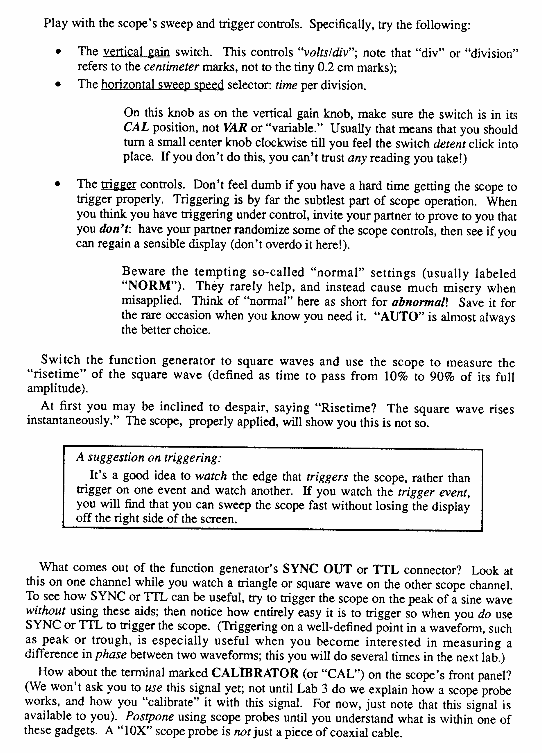 Play with the scope's sweep and trigger controls. Specifically, try the following:
• The vertical gain switch. This controls "volts/div"; note that "div" or "division"
refers to the centimeter marks, not to the tiny 0.2 cm marks);
• The horizontal sweep speed selector: time per division.
On this knob as on the vertical gain knob, make sure the switch is in its
CAL position, not VAR or "variable." Usually that means that you should
turn a small center knob clockwise till you feel the switch detent click into
place. If you don't do this, you can't trust any reading you take!)
• The trigger controls. Don't feel dumb if you have a hard time getting the scope to
trigger properly. Triggering is by far the subtlest part of scope operation. When
you think you have triggering under control, invite your partner to prove to you that
you don't: have your partner randomize some of the scope controls, then see if you
can regain a sensible display (don't overdo it here!).
Beware the tempting so-called "normal" settings (usually labeled
"NORM"). They rarely help, and instead cause much misery when
misapplied. Think of "normal" here as short for abnormal! Save it for
the rare occasion when you know you need it. "AUTO" is almost always
the better choice.
Switch the function generator to square waves and use the scope to measure the
"risetime" of the square wave (defined as time to pass from 10% to 90% of its full
amplitude).
At first you may be inclined to despair, saying "Risetime? The square wave rises
instantaneously." The scope, properly applied, will show you this is not so.
A suggestion on triggering:
It's a good idea to watch the edge that triggers the scope, rather than
trigger on one event and watch another. If you watch the trigger event,
you will find that you can sweep the scope fast without losing the display
off the right side of the screen.
What comes out of the function generator's SYNC OUT or TTL connector? Look at
this on one channel while you watch a triangle or square wave on the other scope channel.
To see how SYNC or TTL can be useful, try to trigger the scope on the peak of a sine wave
without using these aids; then notice how entirely easy it is to trigger so when you do use
SYNC or TTL to trigger the scope. (Triggering on a well-defined point in a waveform, such
as peak or trough, is especially useful when you become interested in measuring a
difference in phase between two waveforms; this you will do several times in the next lab.)
How about the terminal marked CALIBRATOR (or "CAL") on the scope's front panel?
(We won't ask you to use this signal yet; not until Lab 3 do we explain how a scope probe
works, and how you "calibrate" it with this signal. For now, just note that this signal is
available to you). Postpone using scope probes until you understand what is within one of
these gadgets. A "10X" scope probe is not just a piece of coaxial cable.